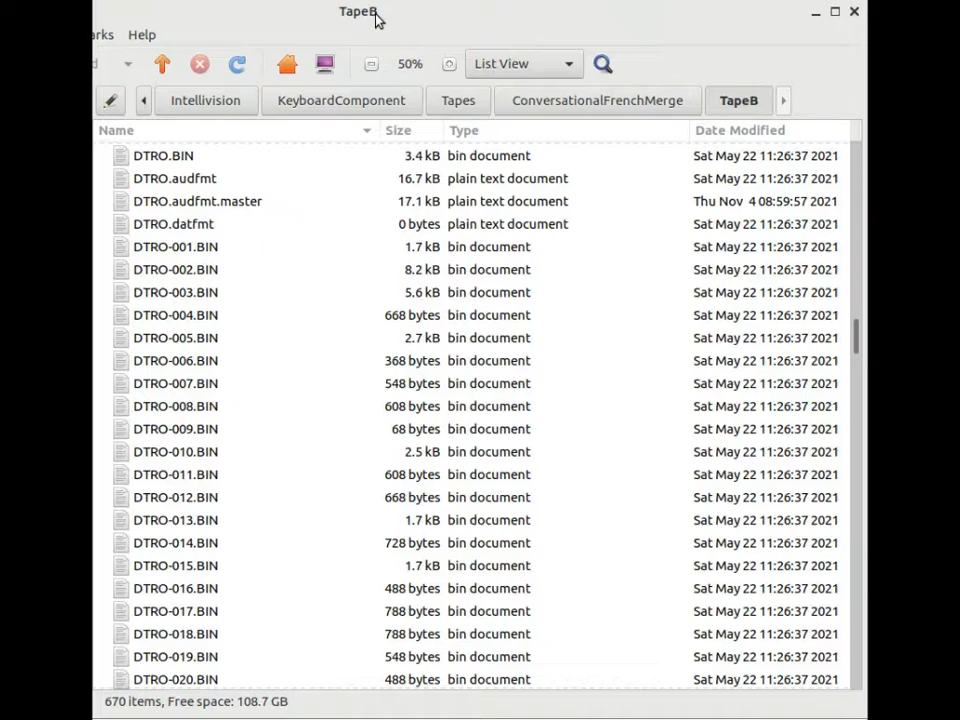 TapeB
arks Help
d 50% List View
Intellivision KeyboardComponent Tapes ConversationalFrenchMerge TapeB
Name Size Type Date Modified
DTRO.BIN 3.4 kB bin document Sat May 22 11:26:37 2021
DTRO.audfmt 16.7 kB plain text document Sat May 22 11:26:37 2021
DTRO.audfmt.master 17.1 kB plain text document Thu Nov 4 08:59:57 2021
DTRO.datfmt 0 bytes plain text document Sat May 22 11:26:37 2021
DTRO-001.BIN 1.7 kB bin document Sat May 22 11:26:37 2021
DTRO-002.BIN 8.2 kB bin document Sat May 22 11:26:37 2021
DTRO-003.BIN 5.6 kB bin document Sat May 22 11:26:37 2021
DTRO-004.BIN 668 bytes bin document Sat May 22 11:26:37 2021
DTRO-005.BIN 2.7 kB bin document Sat May 22 11:26:37 2021
DTRO-006.BIN 368 bytes bin document Sat May 22 11:26:37 2021
DTRO-007.BIN 548 bytes bin document Sat May 22 11:26:37 2021
DTRO-008.BIN 608 bytes bin document Sat May 22 11:26:37 2021
DTRO-009.BIN 68 bytes bin document Sat May 22 11:26:37 2021
DTRO-010.BIN 2.5 kB bin document Sat May 22 11:26:37 2021
DTRO-011.BIN 608 bytes bin document Sat May 22 11:26:37 2021
DTRO-012.BIN 668 bytes bin document Sat May 22 11:26:37 2021
DTRO-013.BIN 1.7 kB bin document Sat May 22 11:26:37 2021
DTRO-014.BIN 728 bytes bin document Sat May 22 11:26:37 2021
DTRO-015.BIN 1.7 kB bin document Sat May 22 11:26:37 2021
DTRO-016.BIN 488 bytes bin document Sat May 22 11:26:37 2021
DTRO-017.BIN 788 bytes bin document Sat May 22 11:26:37 2021
DTRO-018.BIN 788 bytes bin document Sat May 22 11:26:37 2021
DTRO-019.BIN 548 bytes bin document Sat May 22 11:26:37 2021
DTRO-020.BIN 488 bytes bin document Sat May 22 11:26:37 2021
670 items, Free space: 108.7 GB